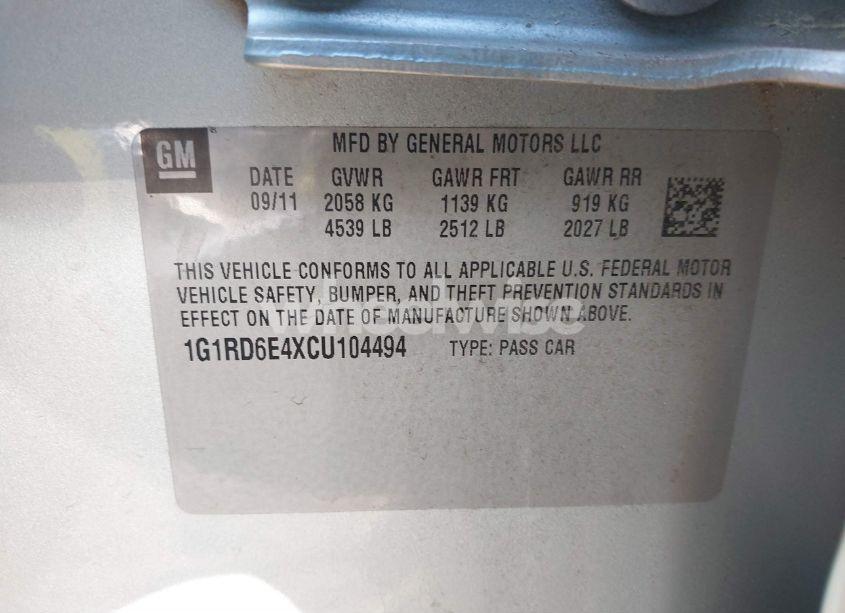 GM
MFD BY GENERAL MOTORS LLC
DATE GVWR GAWR FRT GAWR RR
09/11 2058 KG 1139 KG 919 KG
4539 LB 2512 LB 2027 LB
THIS VEHICLE CONFORMS TO ALL APPLICABLE U.S. FEDERAL MOTOR
VEHICLE SAFETY, BUMPER, AND THEFT PREVENTION STANDARDS IN
EFFECT ON THE DATE OF MANUFACTURE SHOWN ABOVE.
wheelwise
1G1RD6E4XCU104494 TYPE: PASS CAR